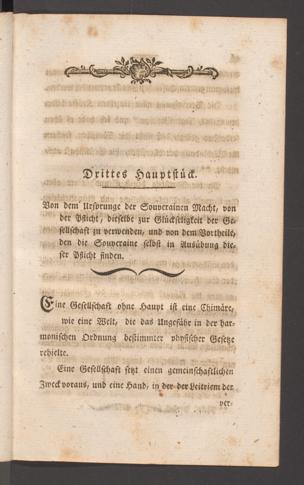 Drittes Hauptstück.
Von dem Ursprunge der Souverainen Macht, von
der Pflicht, dieselbe zur Glückseligkeit der Ge-
sellschaft zu verwenden, und von dem Vortheile,
den die Souveraine selbst in Ausübung die-
ser Pflicht finden.
Eine Gesellschaft ohne Haupt ist eine Chimäre,
wie eine Welt, die das Ungefähr in der har-
monischen Ordnung bestimmter physischer Gesetze
erhielte.
Eine Gesellschaft setzt einen gemeinschaftlichen
Zweck voraus, und eine Hand, in der der Leitriem der
ver-